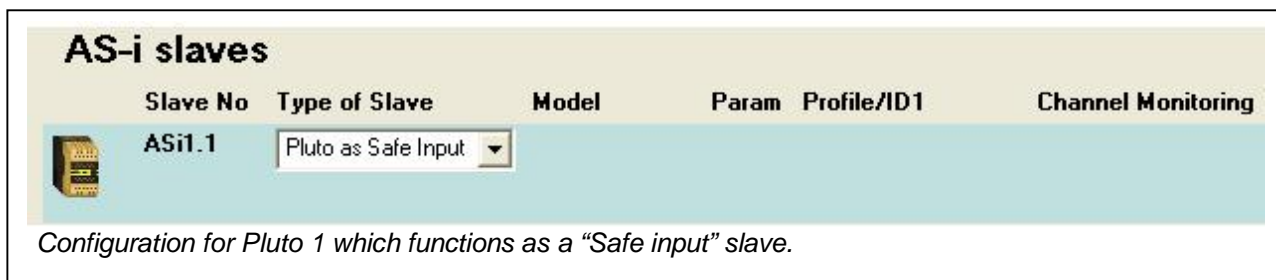 AS-i slaves
Slave No Type of Slave Model Param Profile/ID1 Channel Monitoring
ASi1.1 Pluto as Safe Input
Configuration for Pluto 1 which functions as a “Safe input” slave.